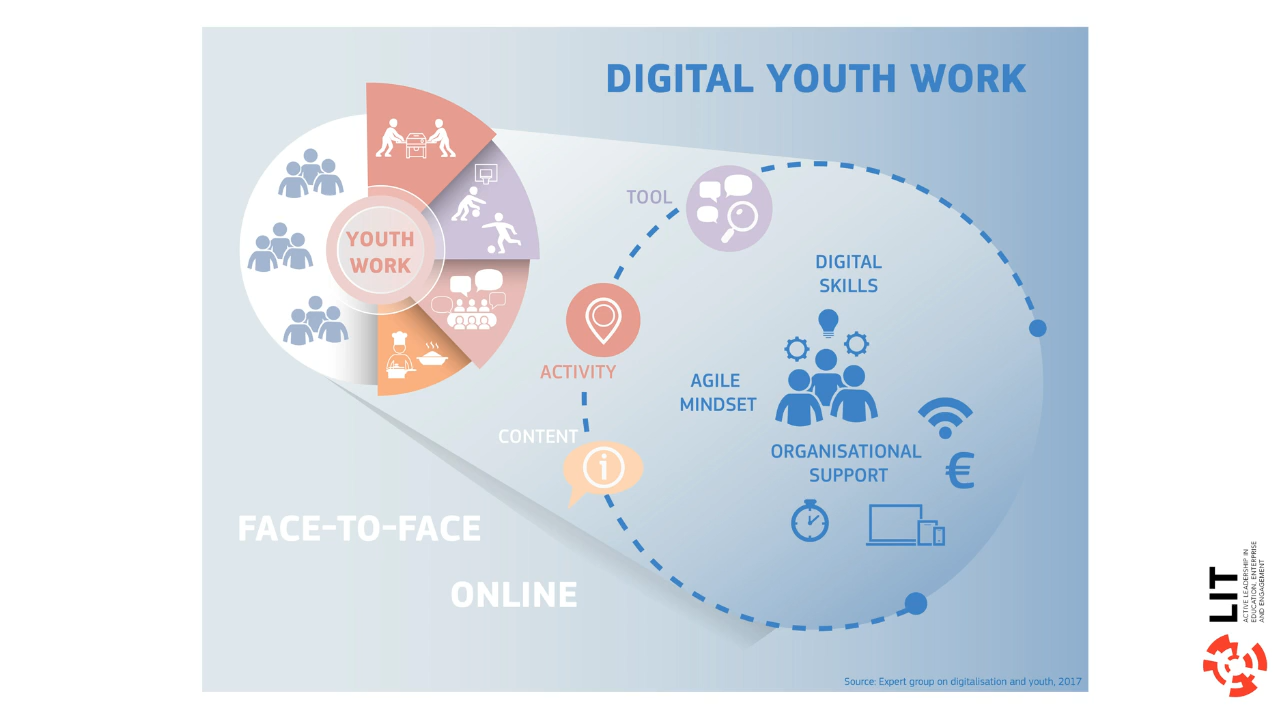 DIGITAL YOUTH WORK
YOUTH
WORK
TOOL
ACTIVITY
CONTENT
DIGITAL
SKILLS
AGILE
MINDSET
ORGANISATIONAL
SUPPORT
€
i
FACE-TO-FACE
ONLINE
Source: Expert group on digitalisation and youth, 2017
LIT
ACTIVE LEADERSHIP IN
EDUCATION, ENTERPRISE
AND ENGAGEMENT